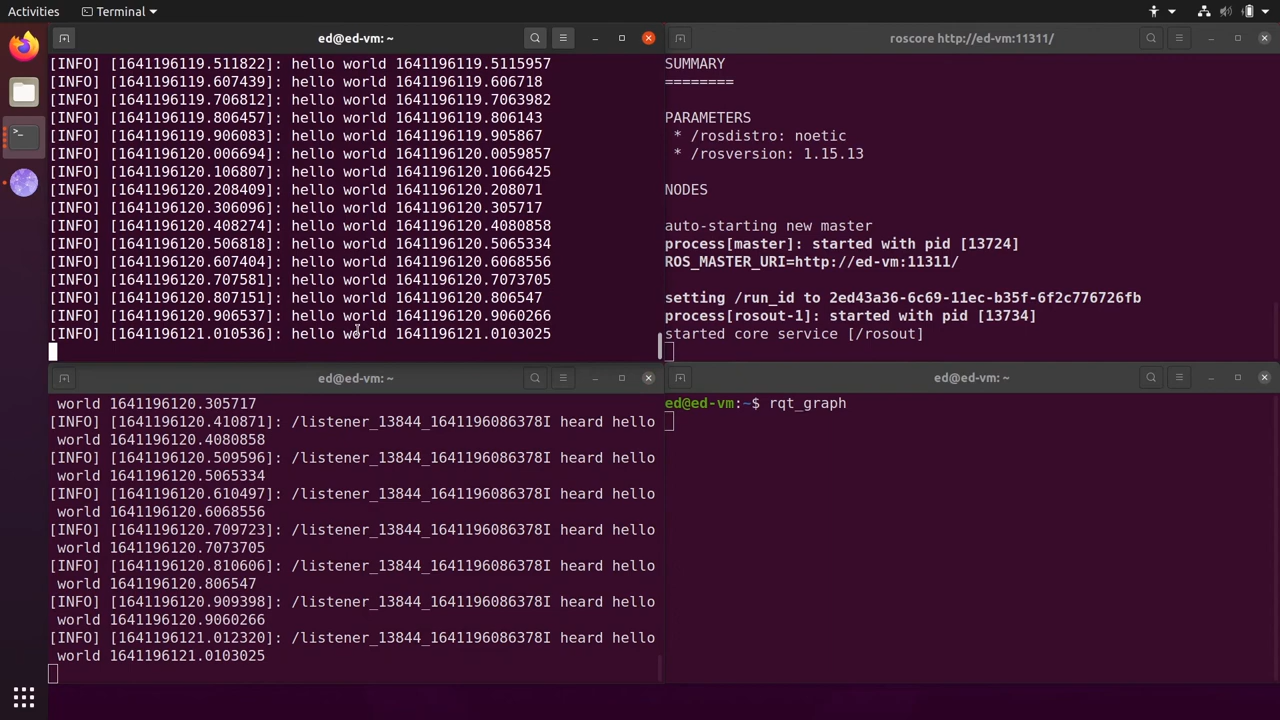 Activities
Terminal
ed@ed-vm: ~
[INFO] [1641196119.511822]: hello world 1641196119.5115957
[INFO] [1641196119.607439]: hello world 1641196119.606718
[INFO] [1641196119.706812]: hello world 1641196119.7063982
[INFO] [1641196119.806457]: hello world 1641196119.806143
[INFO] [1641196119.906083]: hello world 1641196119.905867
[INFO] [1641196120.006694]: hello world 1641196120.0059857
[INFO] [1641196120.106807]: hello world 1641196120.1066425
[INFO] [1641196120.208409]: hello world 1641196120.208071
[INFO] [1641196120.306096]: hello world 1641196120.305717
[INFO] [1641196120.408274]: hello world 1641196120.4080858
[INFO] [1641196120.506818]: hello world 1641196120.5065334
[INFO] [1641196120.607404]: hello world 1641196120.6068556
[INFO] [1641196120.707581]: hello world 1641196120.7073705
[INFO] [1641196120.807151]: hello world 1641196120.806547
[INFO] [1641196120.906537]: hello world 1641196120.9060266
[INFO] [1641196121.010536]: hello world 1641196121.0103025
roscore http://ed-vm:11311/
SUMMARY
========
PARAMETERS
* /rosdistro: noetic
* /rosversion: 1.15.13
NODES
auto-starting new master
process[master]: started with pid [13724]
ROS_MASTER_URI=http://ed-vm:11311/
setting /run_id to 2ed43a36-6c69-11ec-b35f-6f2c776726fb
process[rosout-1]: started with pid [13734]
started core service [/rosout]
ed@ed-vm: ~
world 1641196120.305717
[INFO] [1641196120.410871]: /listener_13844_1641196086378I heard hello
world 1641196120.4080858
[INFO] [1641196120.509596]: /listener_13844_1641196086378I heard hello
world 1641196120.5065334
[INFO] [1641196120.610497]: /listener_13844_1641196086378I heard hello
world 1641196120.6068556
[INFO] [1641196120.709723]: /listener_13844_1641196086378I heard hello
world 1641196120.7073705
[INFO] [1641196120.810606]: /listener_13844_1641196086378I heard hello
world 1641196120.806547
[INFO] [1641196120.909398]: /listener_13844_1641196086378I heard hello
world 1641196120.9060266
[INFO] [1641196121.012320]: /listener_13844_1641196086378I heard hello
world 1641196121.0103025
ed@ed-vm: ~
ed@ed-vm:~$ rqt_graph